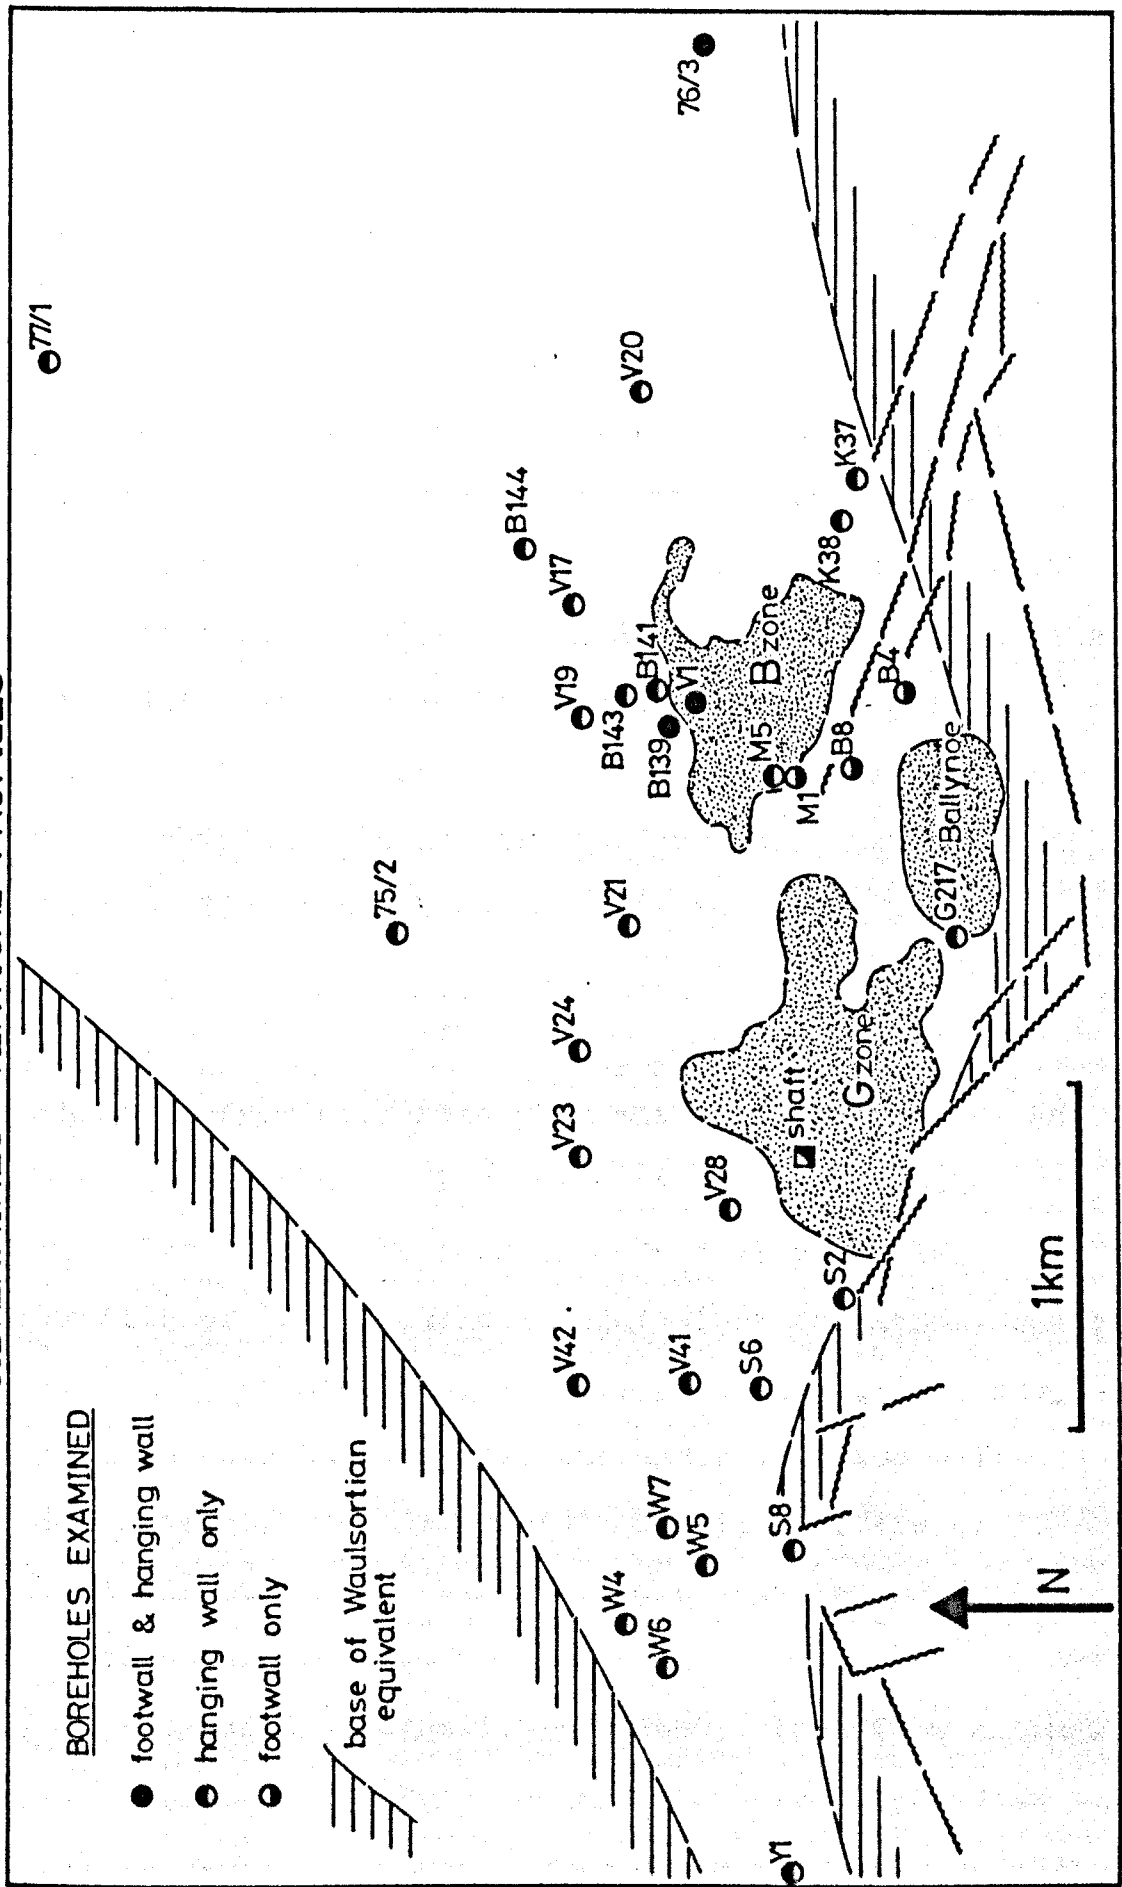 BOREHOLES EXAMINED
footwall & hanging wall
hanging wall only
footwall only
base of Waulsortian
equivalent
77/1
76/3
75/2
V20
B144
V17
V19
B143
B141
B139
V1
B zone
M5
M1
B8
B4
K38
K37
V21
V24
V23
V28
V42
V41
S6
S2
S8
W7
W5
W4
W6
Y1
shaft
G zone
G217
Ballynoe
1km
N